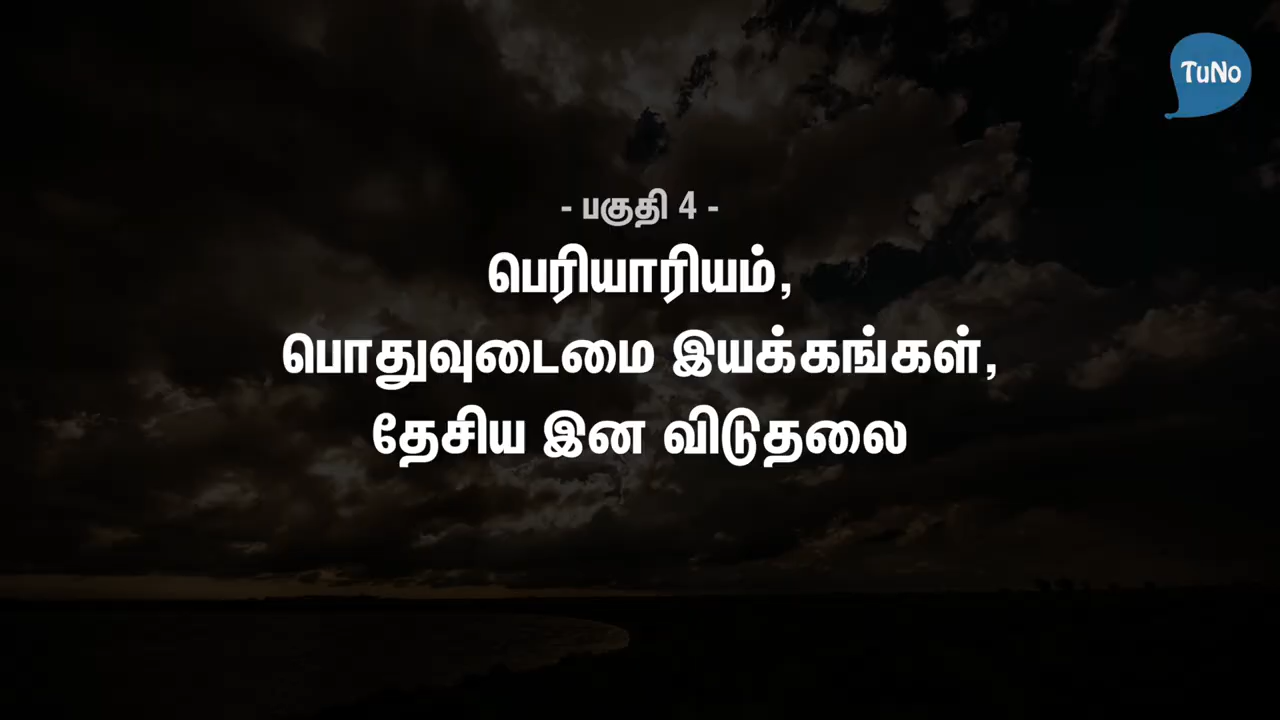 TuNo
- பகுதி 4 -
பெரியாரியம்,
பொதுவுடைமை இயக்கங்கள்,
தேசிய இன விடுதலை